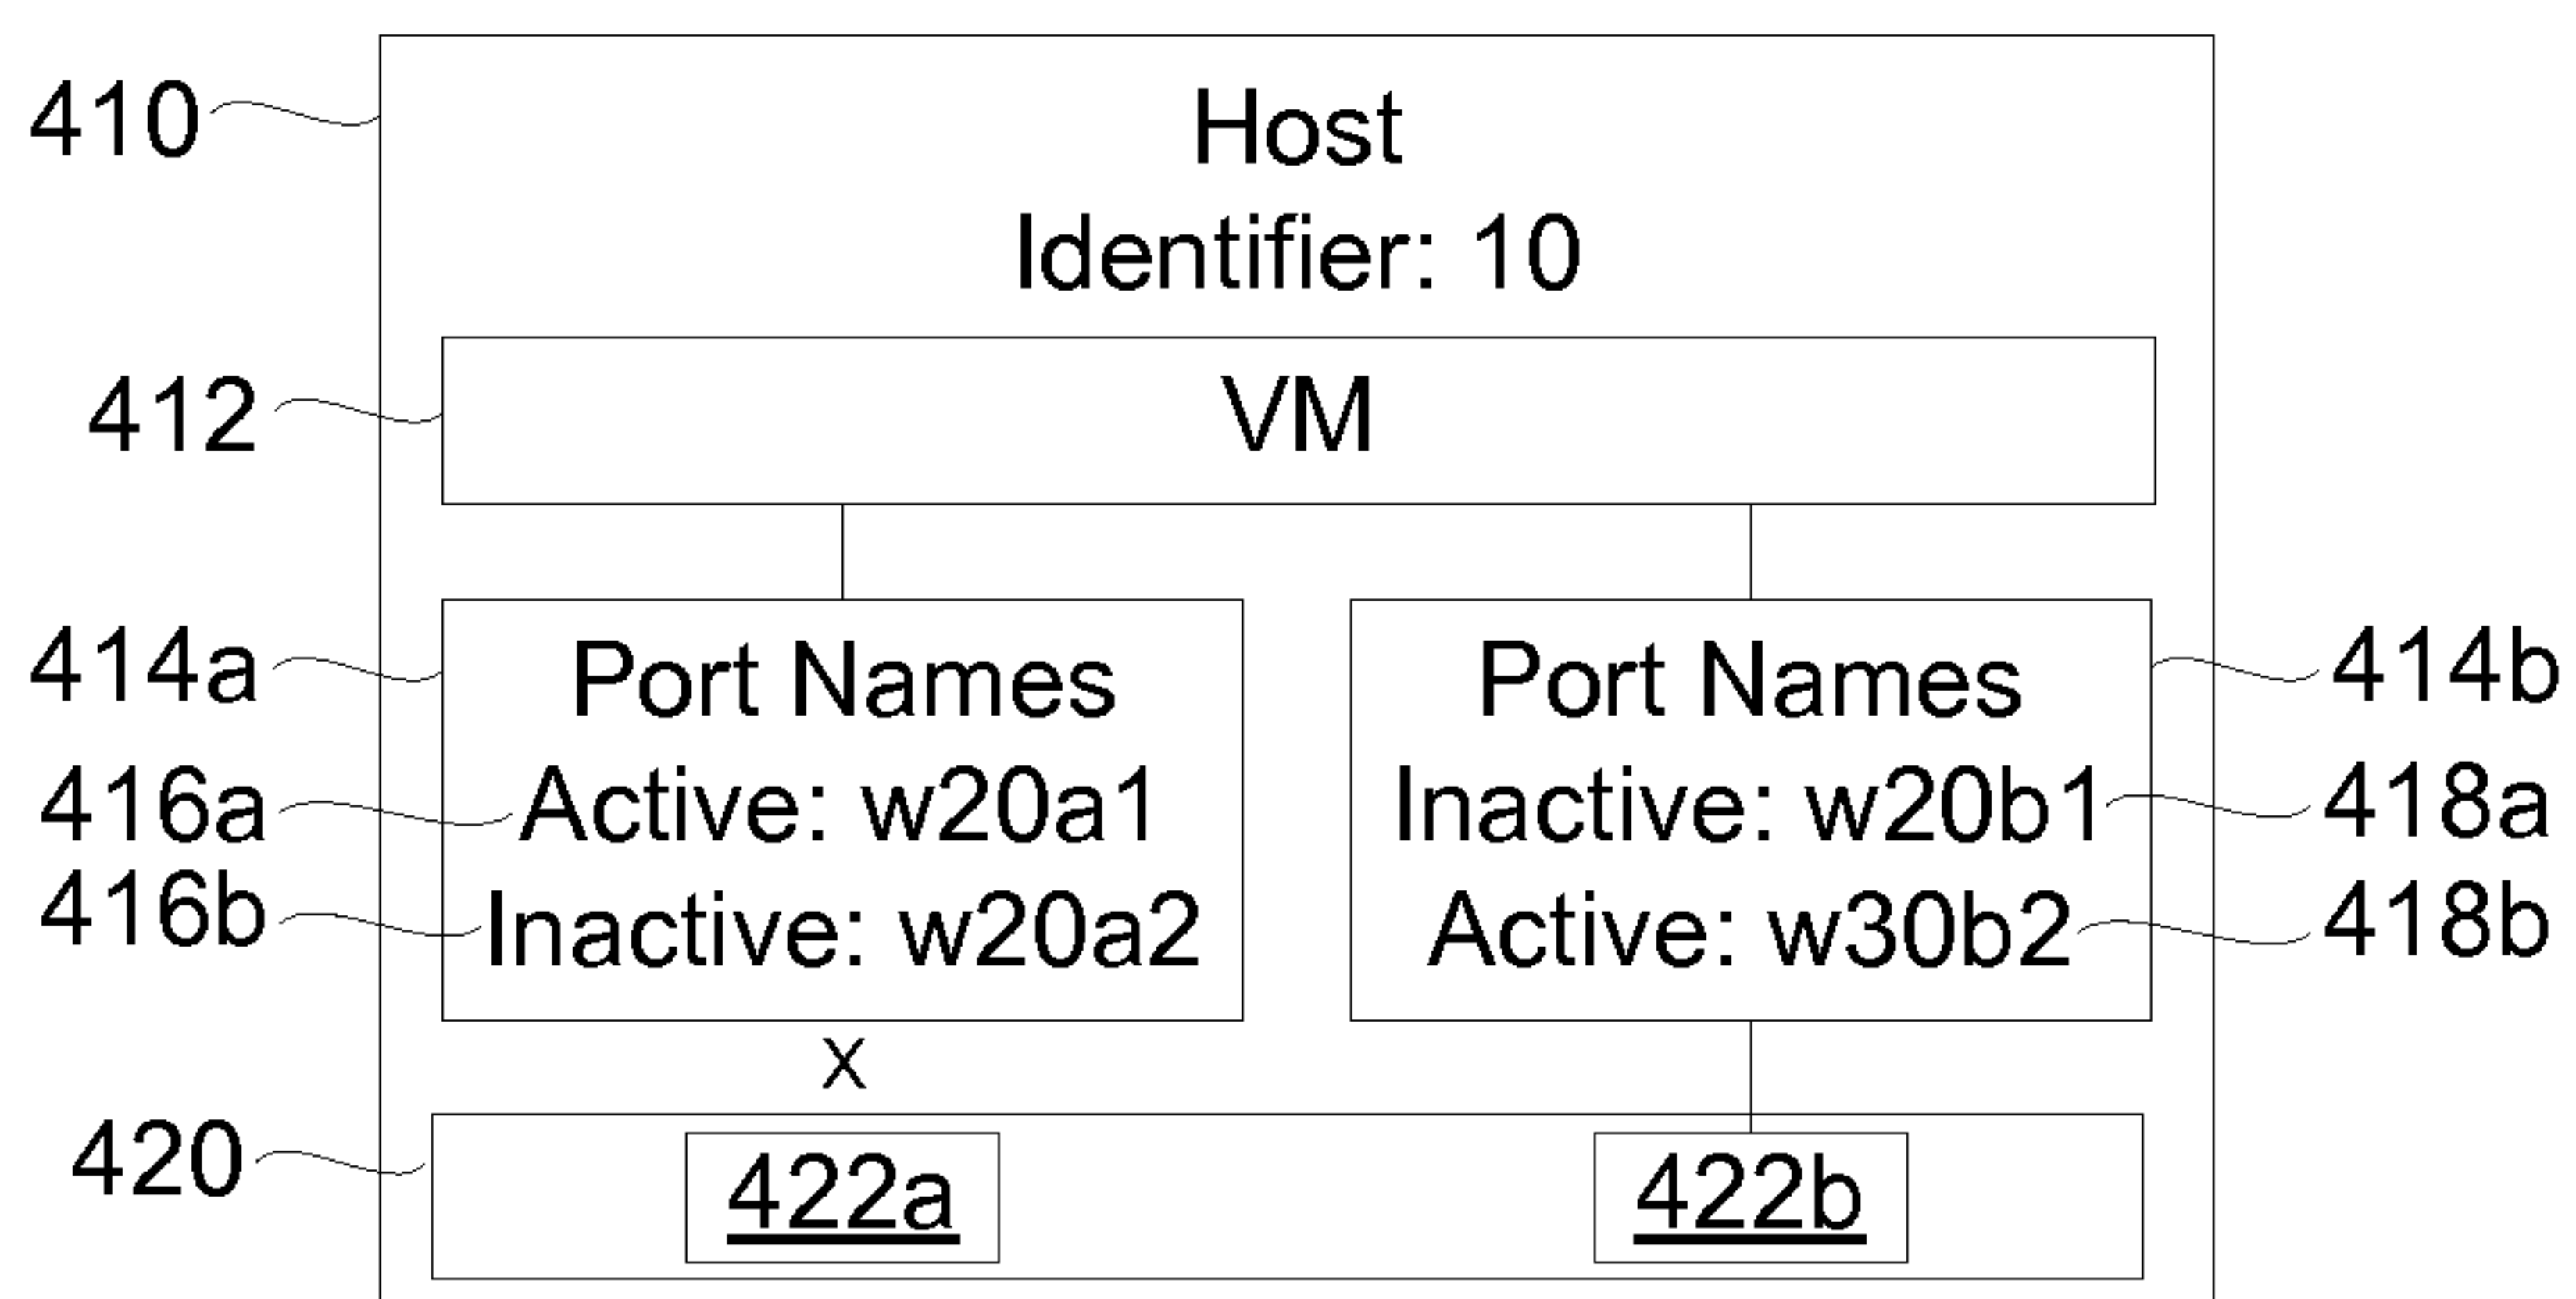 410
Host
Identifier: 10
412
VM
414a
Port Names
Port Names
414b
416a
Active: w20a1
Inactive: w20b1
418a
416b
Inactive: w20a2
Active: w30b2
418b
X
420
422a
422b